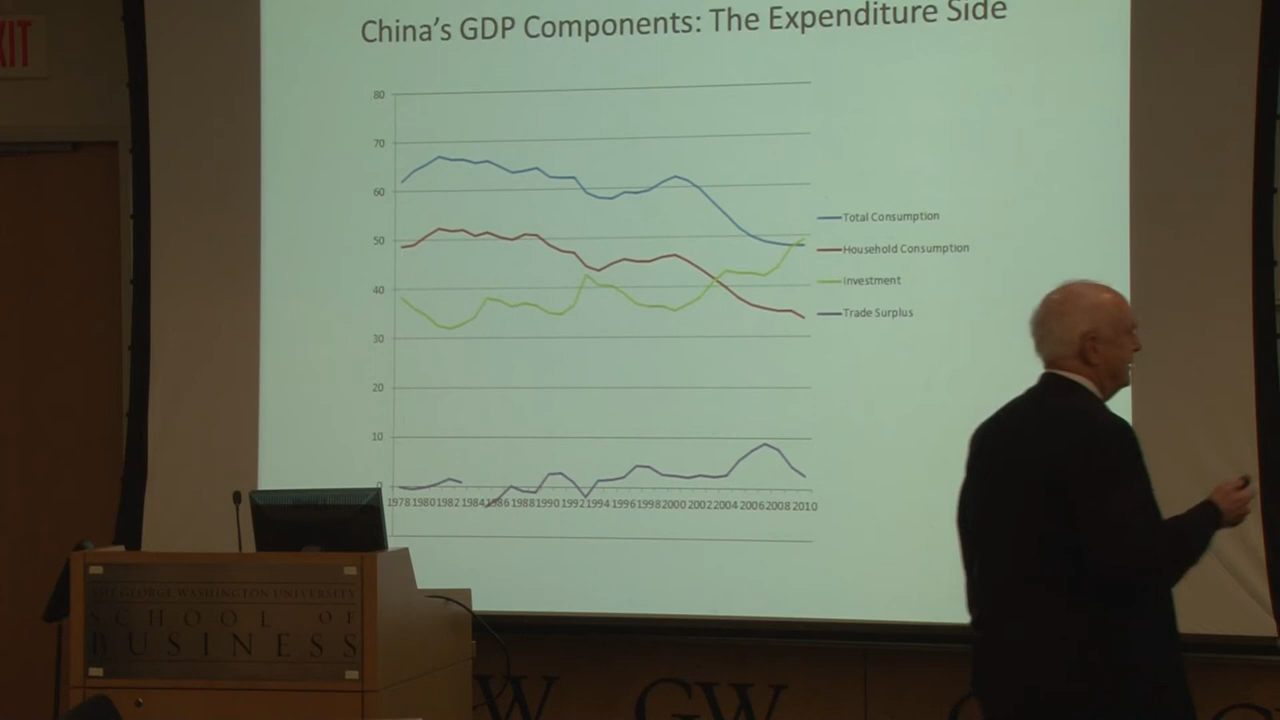 XIT
China's GDP Components: The Expenditure Side
80
70
60
50
40
30
20
10
0
Total Consumption
Household Consumption
Investment
Trade Surplus
1978 1980 1982 1984 1986 1988 1990 1992 1994 1996 1998 2000 2002 2004 2006 2008 2010
THE GEORGE WASHINGTON UNIVERSITY
SCHOOL OF
BUSINESS
W GW